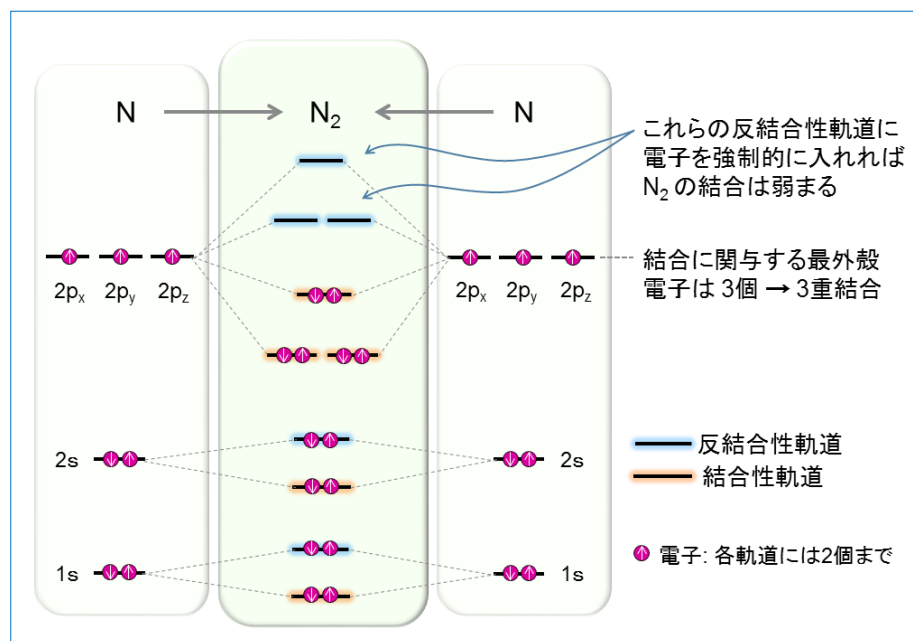 N
N₂
N
これらの反結合性軌道に
電子を強制的に入れれば
N₂ の結合は弱まる
2pₓ 2pᵧ 2p_z
2pₓ 2pᵧ 2p_z
結合に関与する最外殻
電子は 3個 → 3重結合
2s
2s
反結合性軌道
結合性軌道
1s
1s
電子: 各軌道には2個まで